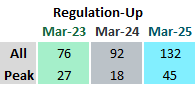 Regulation-Up
Mar-23 Mar-24 Mar-25
All 76 92 132
Peak 27 18 45